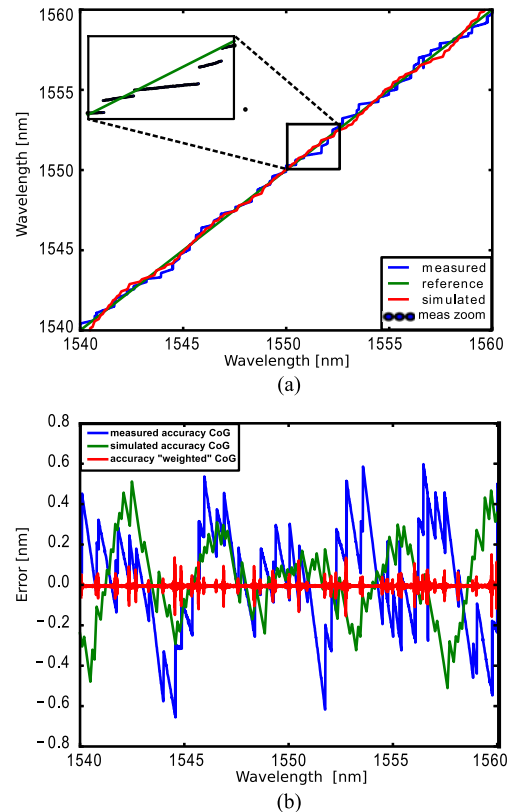 1560
1555
1550
1545
1540
Wavelength [nm]
measured
reference
simulated
meas zoom
1540 1545 1550 1555 1560
Wavelength [nm]
(a)
0.8
0.6
0.4
0.2
0.0
−0.2
−0.4
−0.6
−0.8
Error [nm]
measured accuracy CoG
simulated accuracy CoG
accuracy "weighted" CoG
1540 1545 1550 1555 1560
Wavelength [nm]
(b)